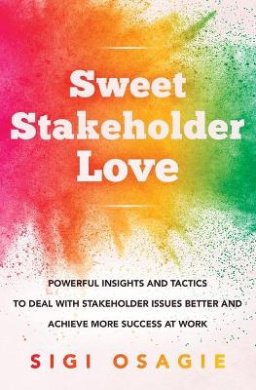 Sweet
Stakeholder
Love
POWERFUL INSIGHTS AND TACTICS
TO DEAL WITH STAKEHOLDER ISSUES BETTER AND
ACHIEVE MORE SUCCESS AT WORK
SIGI OSAGIE